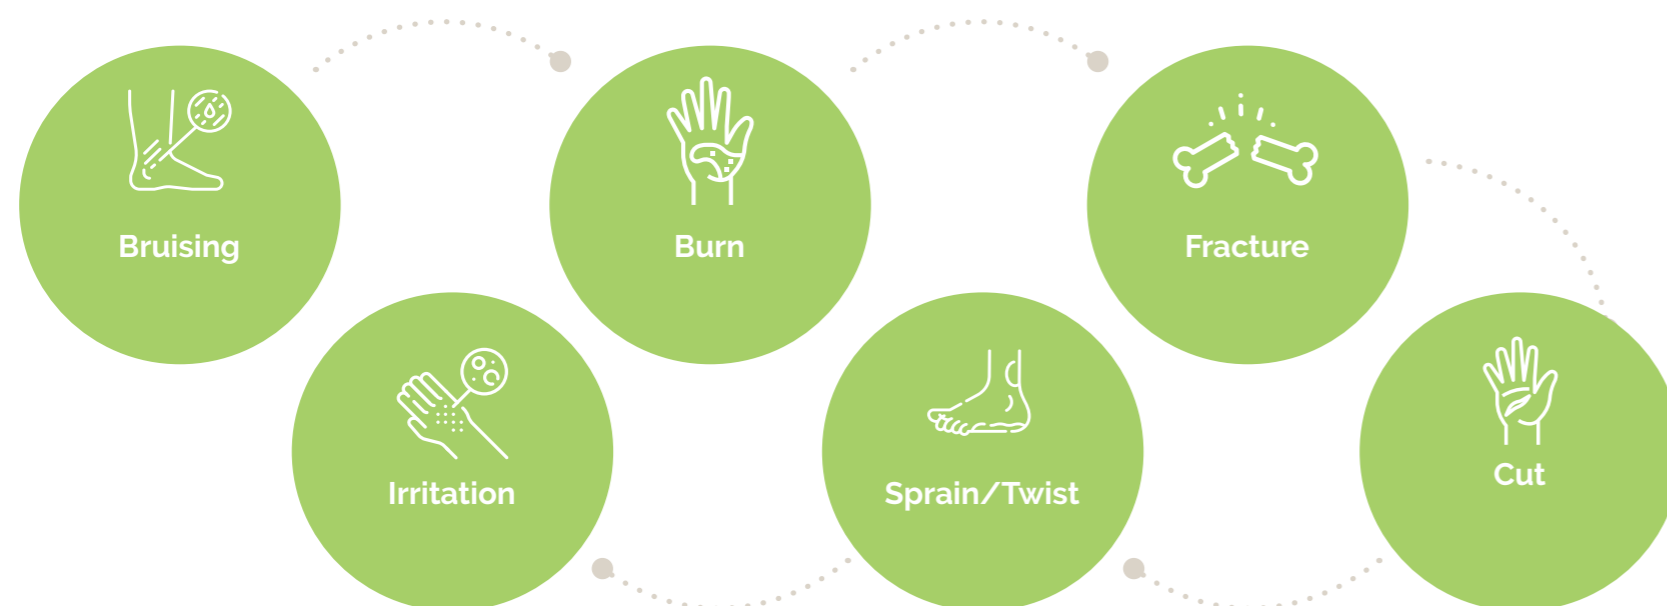 Bruising
Burn
Fracture
Irritation
Sprain/Twist
Cut